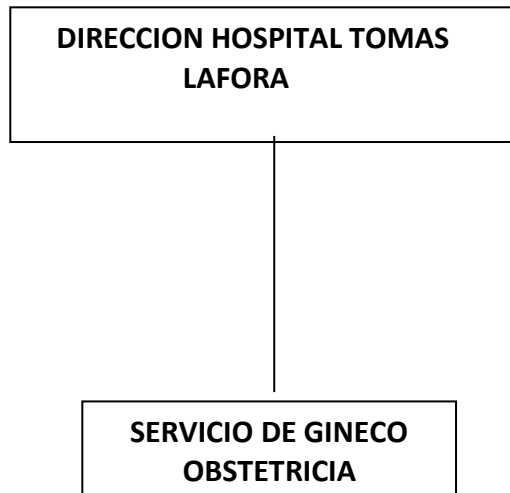 DIRECCION HOSPITAL TOMAS
LAFORA
SERVICIO DE GINECO
OBSTETRICIA